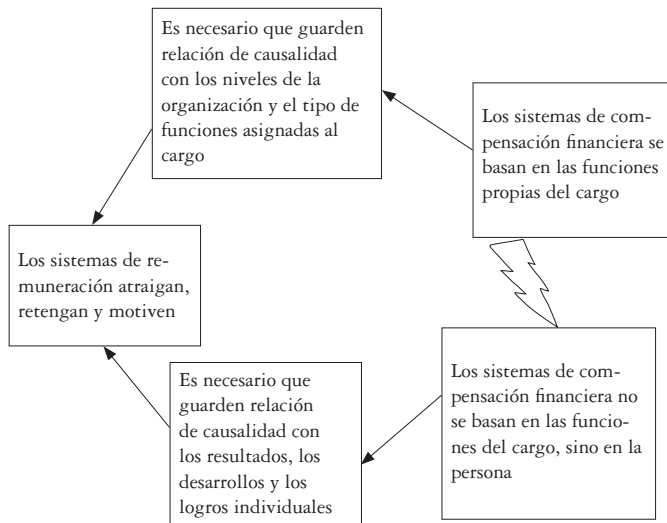 Es necesario que guarden
relación de causalidad
con los niveles de la
organización y el tipo de
funciones asignadas al
cargo
Los sistemas de com-
pensación financiera se
basan en las funciones
propias del cargo
Los sistemas de re-
muneración atraigan,
retengan y motiven
Es necesario que
guarden relación
de causalidad con
los resultados, los
desarrollos y los
logros individuales
Los sistemas de com-
pensación financiera no
se basan en las funcio-
nes del cargo, sino en la
persona